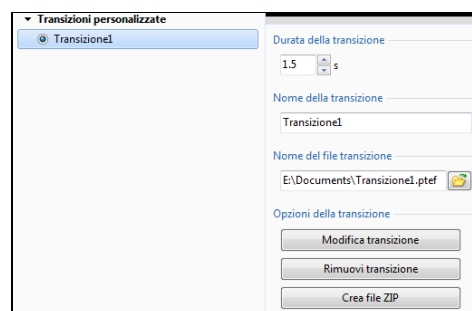 Transizioni personalizzate
Transizione1
Durata della transizione
1.5 s
Nome della transizione
Transizione1
Nome del file transizione
E:\Documents\Transizione1.ptef
Opzioni della transizione
Modifica transizione
Rimuovi transizione
Crea file ZIP